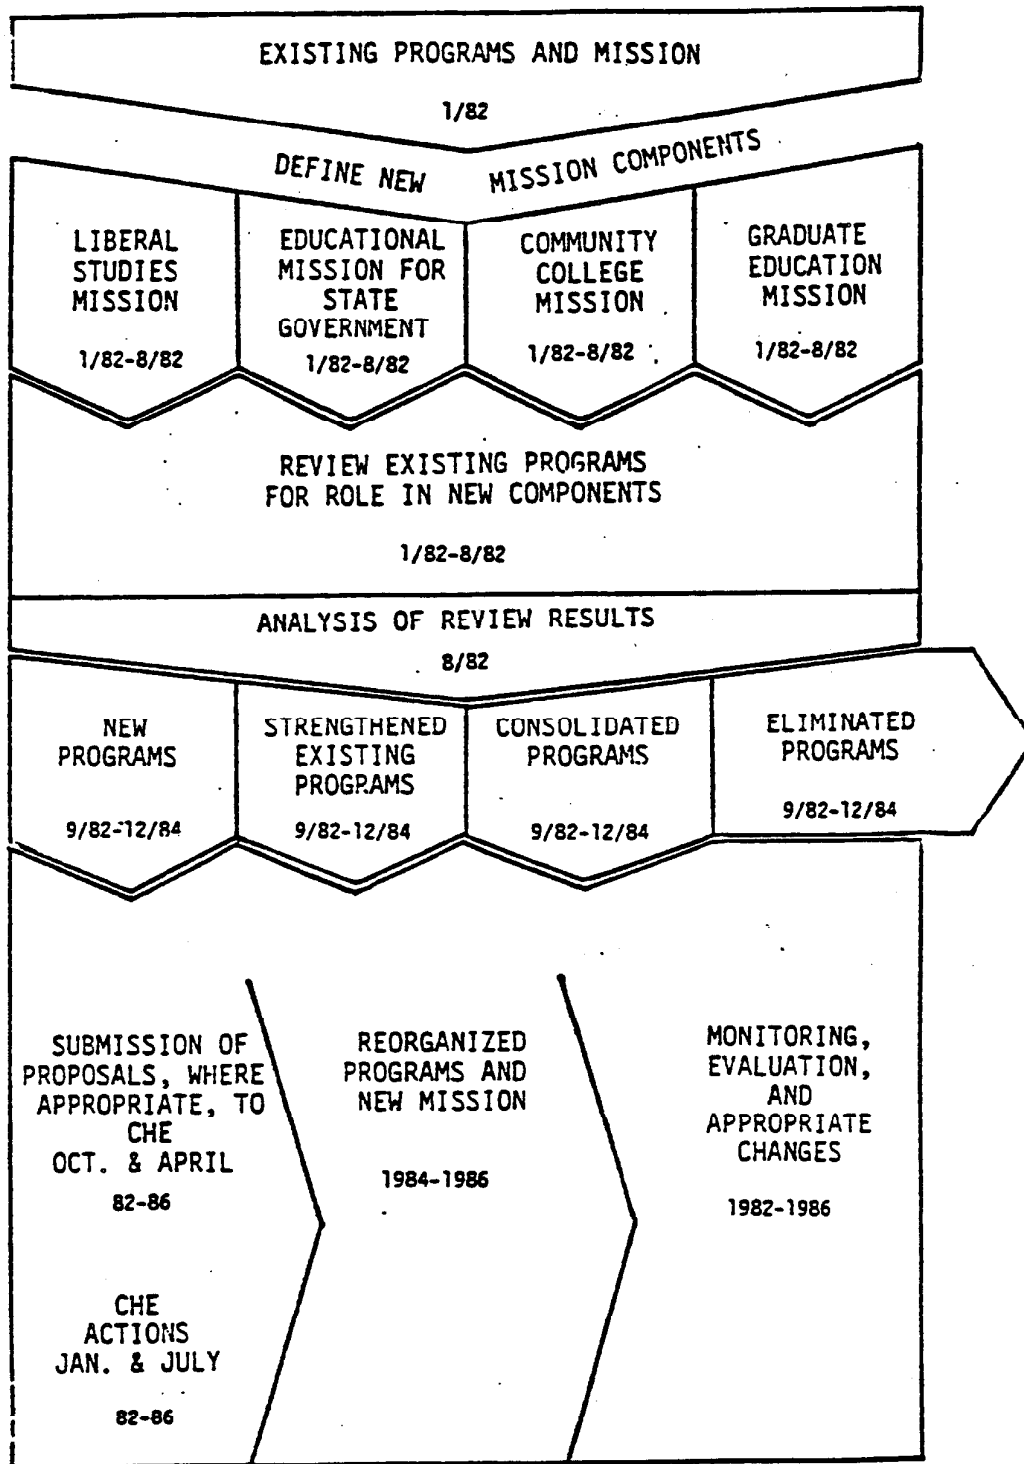 EXISTING PROGRAMS AND MISSION
1/82
DEFINE NEW MISSION COMPONENTS
LIBERAL
STUDIES
MISSION
1/82-8/82
EDUCATIONAL
MISSION FOR
STATE
GOVERNMENT
1/82-8/82
COMMUNITY
COLLEGE
MISSION
1/82-8/82
GRADUATE
EDUCATION
MISSION
1/82-8/82
REVIEW EXISTING PROGRAMS
FOR ROLE IN NEW COMPONENTS
1/82-8/82
ANALYSIS OF REVIEW RESULTS
8/82
NEW
PROGRAMS
9/82-12/84
STRENGTHENED
EXISTING
PROGRAMS
9/82-12/84
CONSOLIDATED
PROGRAMS
9/82-12/84
ELIMINATED
PROGRAMS
9/82-12/84
SUBMISSION OF
PROPOSALS, WHERE
APPROPRIATE, TO
CHE
OCT. & APRIL
82-86
CHE
ACTIONS
JAN. & JULY
82-86
REORGANIZED
PROGRAMS AND
NEW MISSION
1984-1986
MONITORING,
EVALUATION,
AND
APPROPRIATE
CHANGES
1982-1986